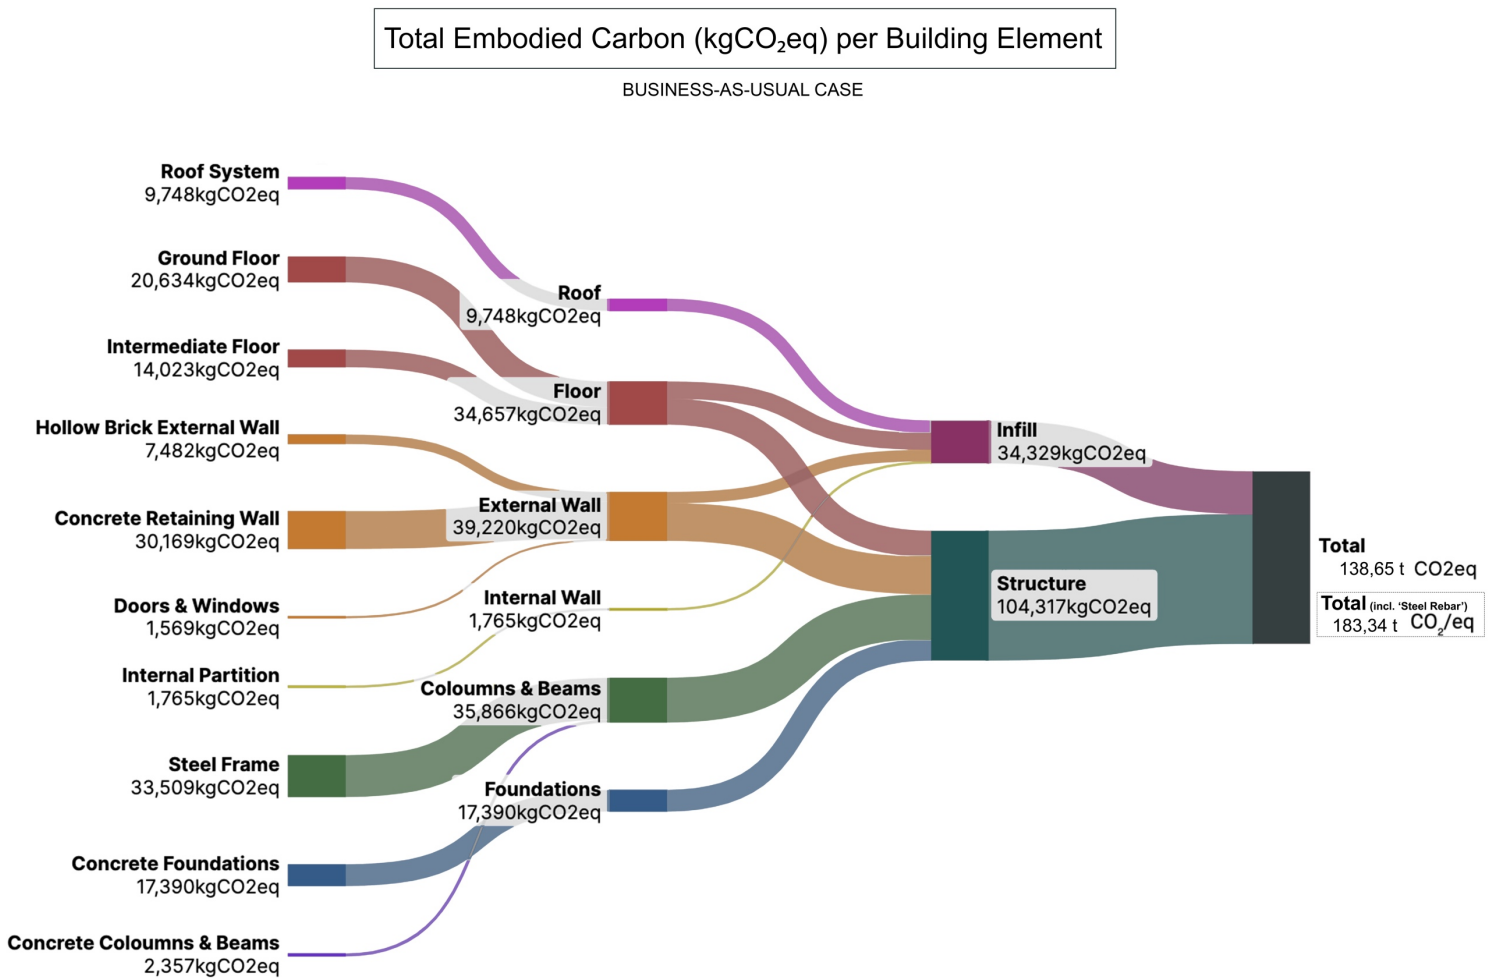 Total Embodied Carbon (kgCO₂eq) per Building Element
BUSINESS-AS-USUAL CASE
Roof System
9,748kgCO2eq
Ground Floor
20,634kgCO2eq
Intermediate Floor
14,023kgCO2eq
Hollow Brick External Wall
7,482kgCO2eq
Concrete Retaining Wall
30,169kgCO2eq
Doors & Windows
1,569kgCO2eq
Internal Partition
1,765kgCO2eq
Steel Frame
33,509kgCO2eq
Concrete Foundations
17,390kgCO2eq
Concrete Coloumns & Beams
2,357kgCO2eq
Roof
9,748kgCO2eq
Floor
34,657kgCO2eq
External Wall
39,220kgCO2eq
Internal Wall
1,765kgCO2eq
Coloumns & Beams
35,866kgCO2eq
Foundations
17,390kgCO2eq
Infill
34,329kgCO2eq
Structure
104,317kgCO2eq
Total
138,65 t CO2eq
Total (incl. ‘Steel Rebar’)
183,34 t CO₂/eq